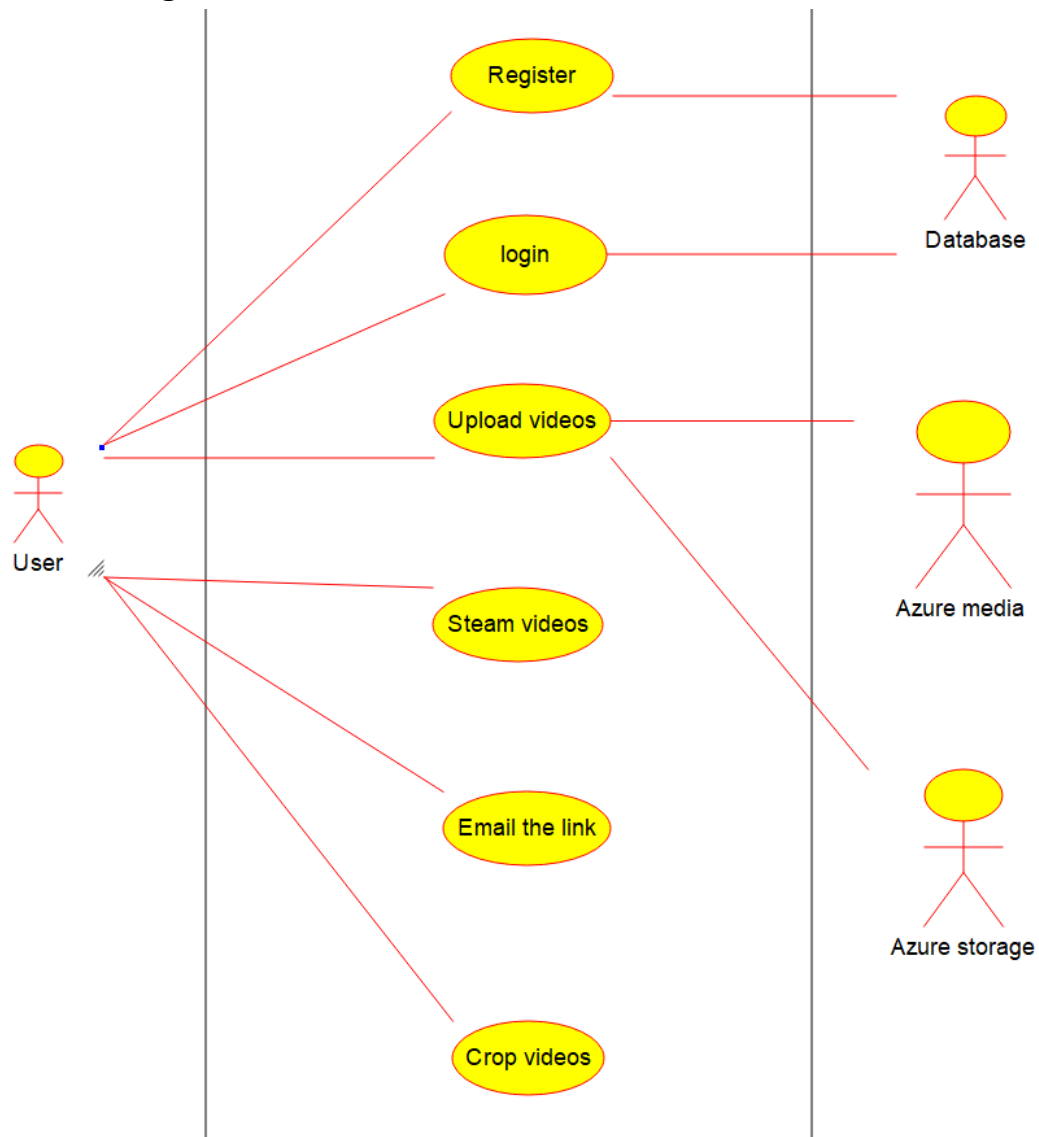 Register
Database
login
Upload videos
User
Azure media
Steam videos
Email the link
Azure storage
Crop videos